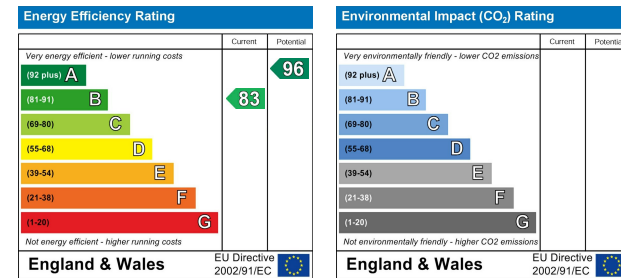 Energy Efficiency Rating
Current Potential
Very energy efficient - lower running costs
(92 plus) A
96
(81-91) B
83
(69-80) C
(55-68) D
(39-54) E
(21-38) F
(1-20) G
Not energy efficient - higher running costs
England & Wales
EU Directive
2002/91/EC
Environmental Impact (CO₂) Rating
Current Potentia
Very environmentally friendly - lower CO2 emissions
(92 plus) A
(81-91) B
(69-80) C
(55-68) D
(39-54) E
(21-38) F
(1-20) G
Not environmentally friendly - higher CO2 emissions
England & Wales
EU Directive
2002/91/EC